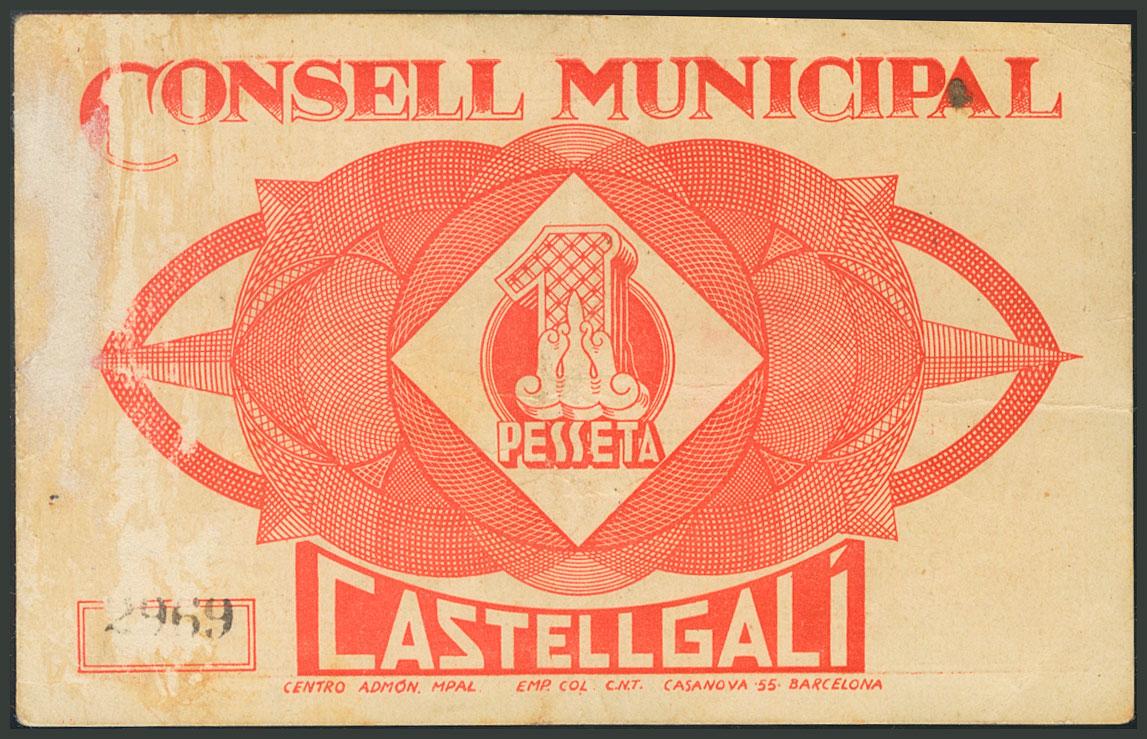 CONSELL MUNICIPAL
1
PESSETA
2969
CASTELLGALÍ
CENTRO ADMÓN. MPAL. EMP. COL. C.N.T. CASANOVA ·55· BARCELONA